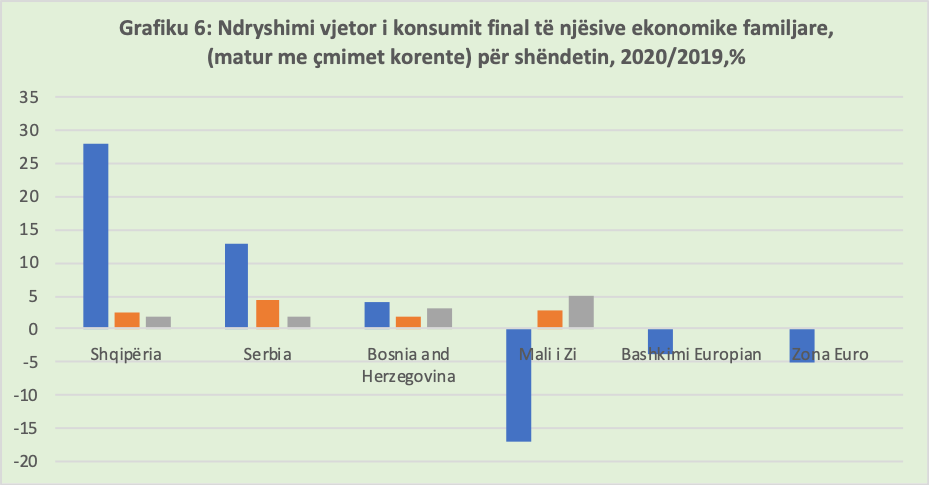 Grafiku 6: Ndryshimi vjetor i konsumit final të njësive ekonomike familjare,
(matur me çmimet korente) për shëndetin, 2020/2019,%
35
30
25
20
15
10
5
0
-5
-10
-15
-20
Shqipëria
Serbia
Bosnia and
Herzegovina
Mali i Zi
Bashkimi Europian
Zona Euro